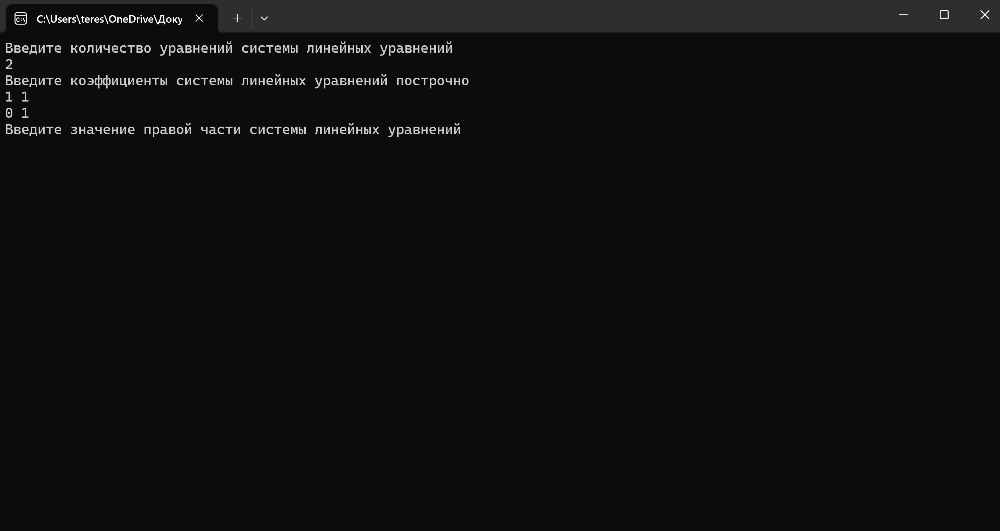 C:\Users\teres\OneDrive\Доку
Введите количество уравнений системы линейных уравнений
2
Введите коэффициенты системы линейных уравнений построчно
1 1
0 1
Введите значение правой части системы линейных уравнений